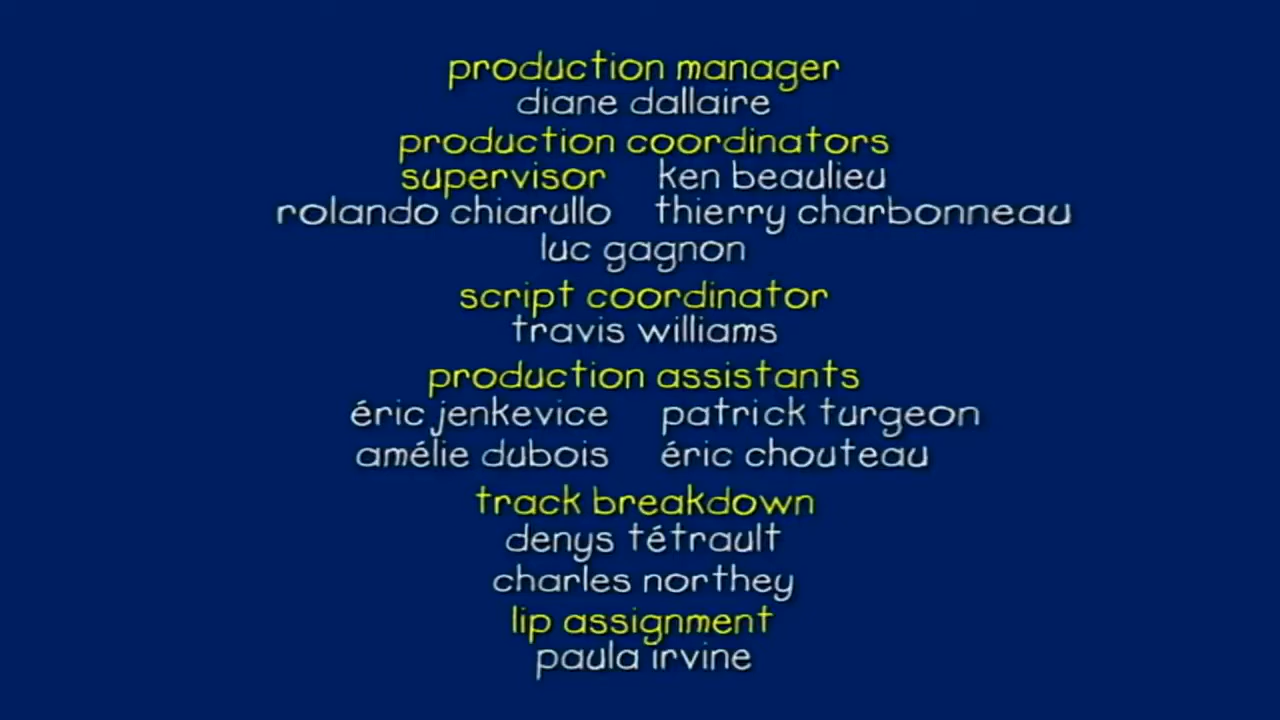 production manager
diane dallaire
production coordinators
supervisor ken beaulieu
rolando chiarullo thierry charbonneau
luc gagnon
script coordinator
travis williams
production assistants
éric jenkevice patrick turgeon
amélie dubois éric chouteau
track breakdown
denys tétrault
charles northey
lip assignment
paula irvine